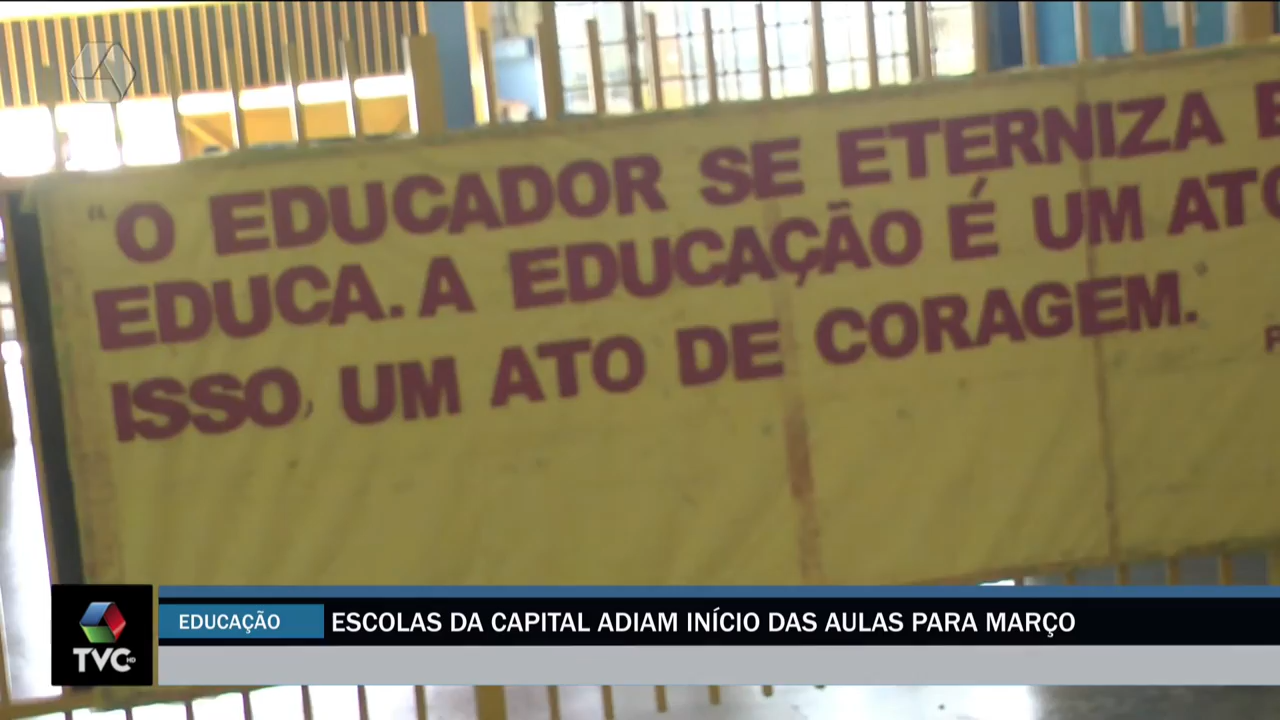 “O EDUCADOR SE ETERNIZA E
EDUCA. A EDUCAÇÃO É UM ATO
ISSO, UM ATO DE CORAGEM.”
EDUCAÇÃO
ESCOLAS DA CAPITAL ADIAM INÍCIO DAS AULAS PARA MARÇO
TVC HD